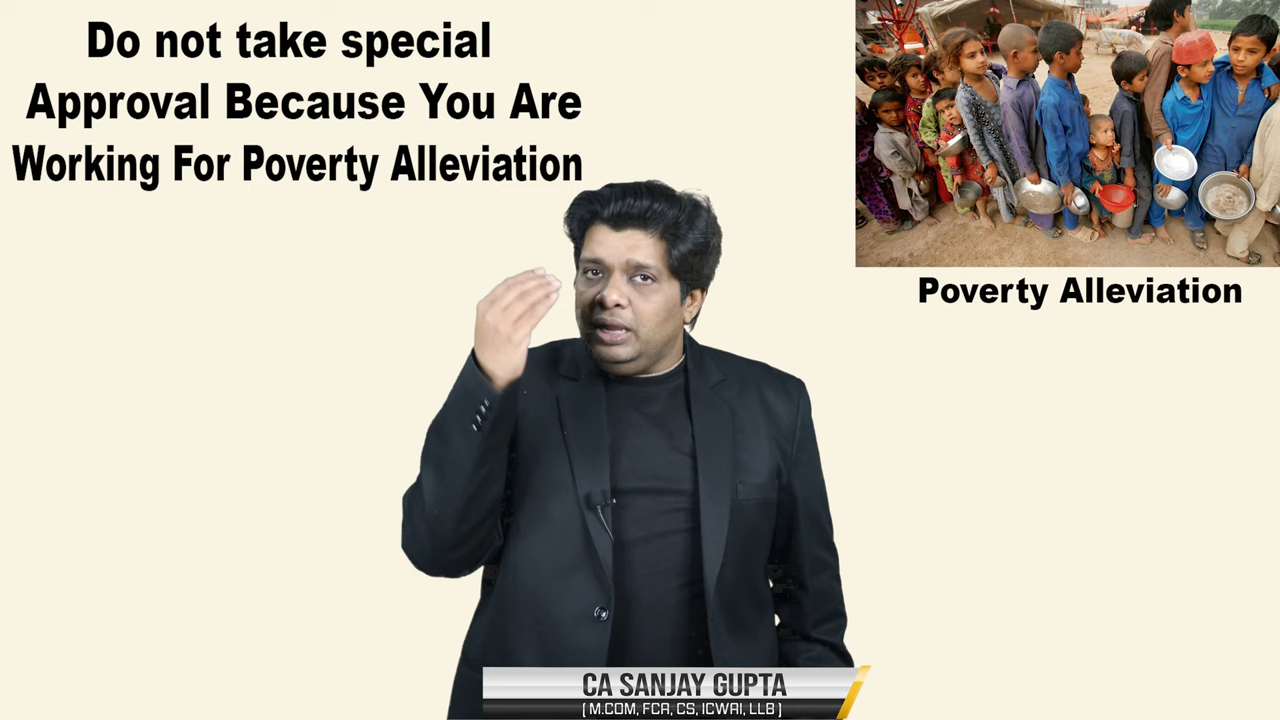 Do not take special
Approval Because You Are
Working For Poverty Alleviation
Poverty Alleviation
CA SANJAY GUPTA
[ M.COM, FCA, CS, ICWAI, LLB ]